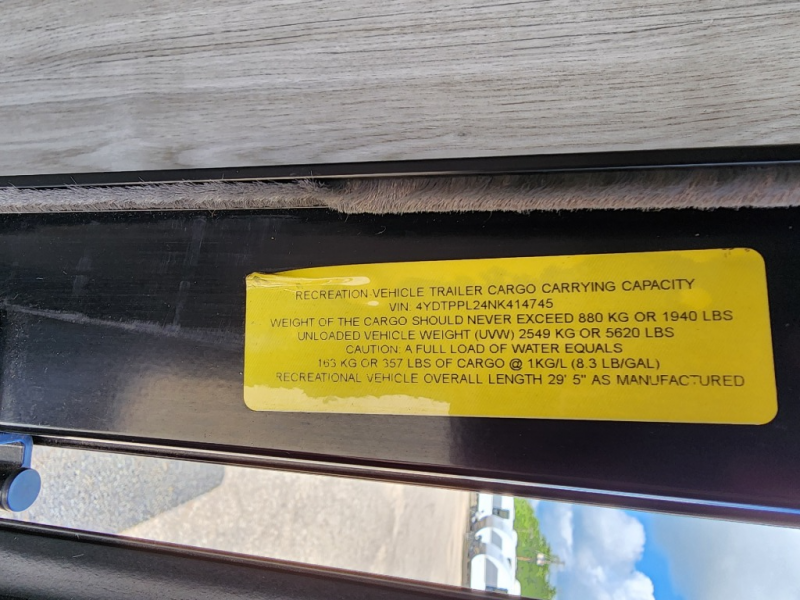 RECREATION VEHICLE TRAILER CARGO CARRYING CAPACITY
VIN 4YDTPPL24NK414745
WEIGHT OF THE CARGO SHOULD NEVER EXCEED 880 KG OR 1940 LBS
UNLOADED VEHICLE WEIGHT (UVW) 2549 KG OR 5620 LBS
CAUTION: A FULL LOAD OF WATER EQUALS
163 KG OR 357 LBS OF CARGO @ 1KG/L (8.3 LB/GAL)
RECREATIONAL VEHICLE OVERALL LENGTH 29' 5" AS MANUFACTURED